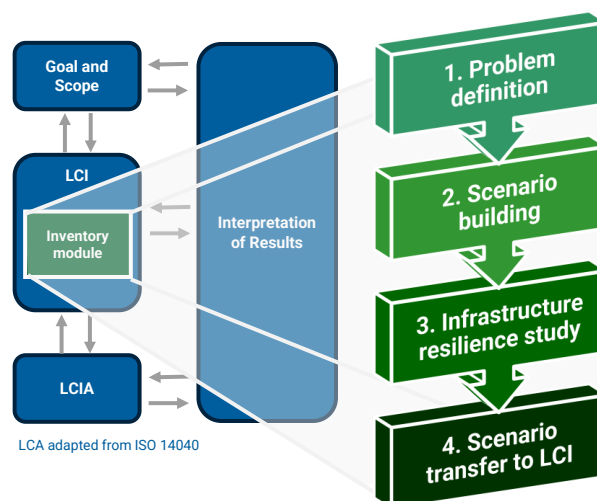 Goal and
Scope
LCI
Inventory
module
LCIA
Interpretation
of Results
LCA adapted from ISO 14040
1. Problem
definition
2. Scenario
building
3. Infrastructure
resilience study
4. Scenario
transfer to LCI